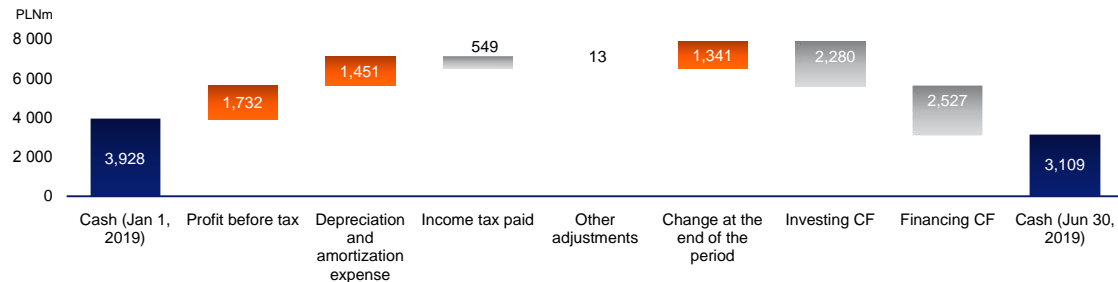 PLNm
8 000
6 000
4 000
2 000
0
3,928
1,732
1,451
549
13
1,341
2,280
2,527
3,109
Cash (Jan 1,
2019)
Profit before tax
Depreciation
and
amortization
expense
Income tax paid
Other
adjustments
Change at the
end of the
period
Investing CF
Financing CF
Cash (Jun 30,
2019)